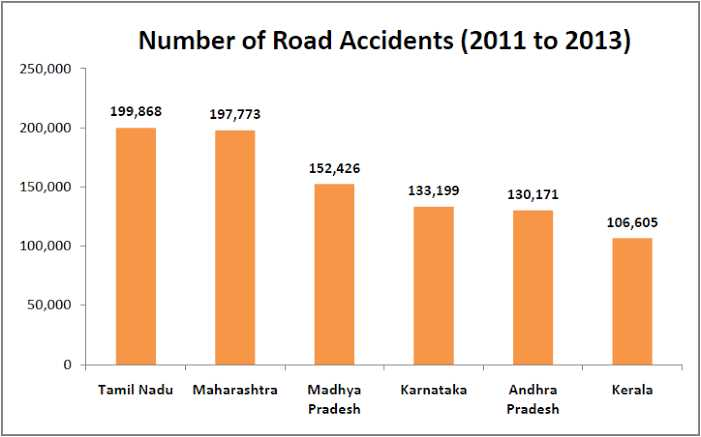 Number of Road Accidents (2011 to 2013)
250,000
200,000
150,000
100,000
50,000
0
199,868
197,773
152,426
133,199
130,171
106,605
Tamil Nadu
Maharashtra
Madhya
Pradesh
Karnataka
Andhra
Pradesh
Kerala